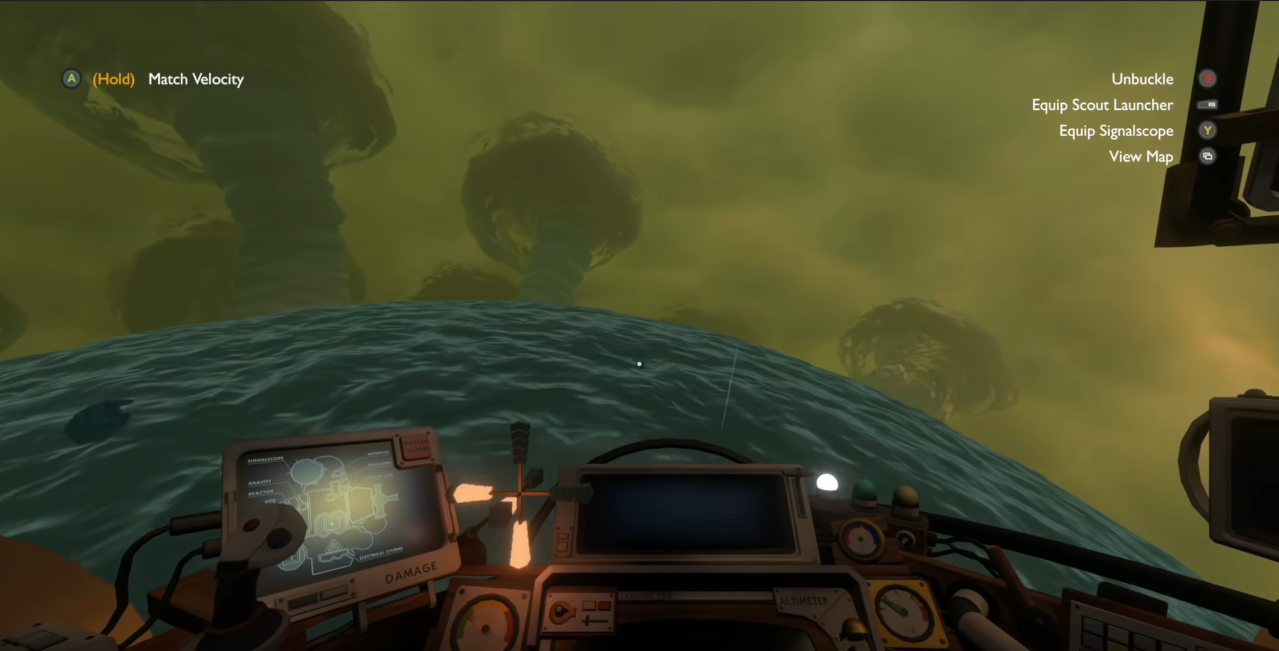 A (Hold) Match Velocity
Unbuckle
Equip Scout Launcher
Equip Signalscope Y
View Map
SIGNALSCOPE
GRAVITY
REACTOR
ELECTRICAL SYSTEMS
DAMAGE
ALTIMETER